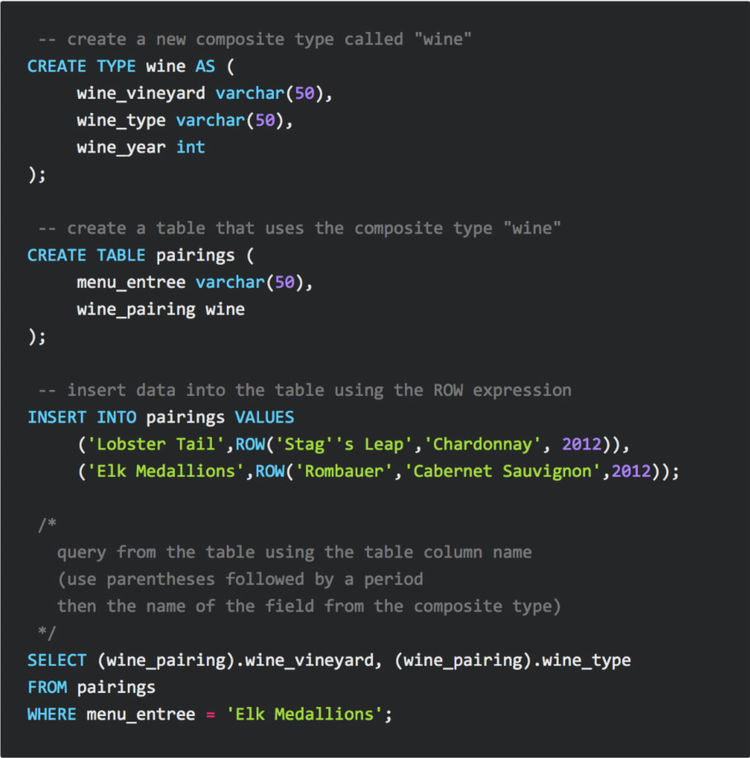 -- create a new composite type called "wine"
CREATE TYPE wine AS (
wine_vineyard varchar(50),
wine_type varchar(50),
wine_year int
);
-- create a table that uses the composite type "wine"
CREATE TABLE pairings (
menu_entree varchar(50),
wine_pairing wine
);
-- insert data into the table using the ROW expression
INSERT INTO pairings VALUES
('Lobster Tail',ROW('Stag''s Leap','Chardonnay', 2012)),
('Elk Medallions',ROW('Rombauer','Cabernet Sauvignon',2012));
/*
query from the table using the table column name
(use parentheses followed by a period
then the name of the field from the composite type)
*/
SELECT (wine_pairing).wine_vineyard, (wine_pairing).wine_type
FROM pairings
WHERE menu_entree = 'Elk Medallions';